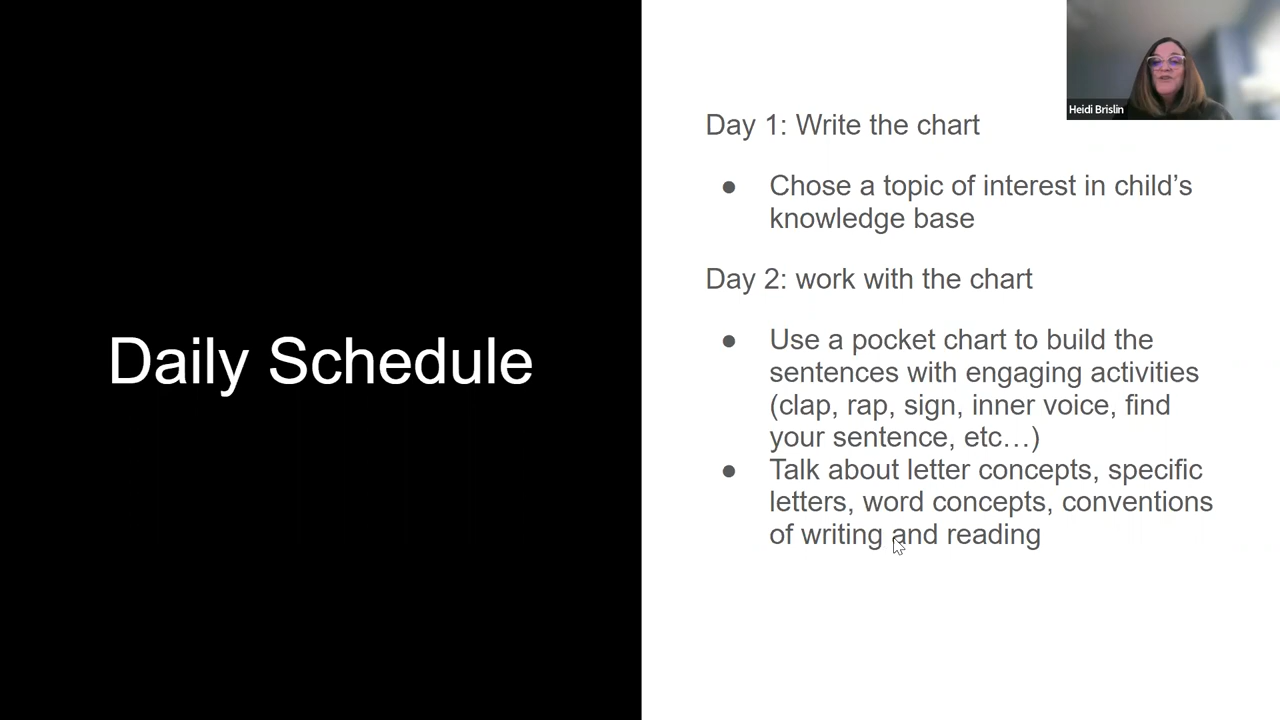 Daily Schedule
Day 1: Write the chart
● Chose a topic of interest in child’s
knowledge base
Day 2: work with the chart
● Use a pocket chart to build the
sentences with engaging activities
(clap, rap, sign, inner voice, find
your sentence, etc…)
● Talk about letter concepts, specific
letters, word concepts, conventions
of writing and reading
Heidi Brislin